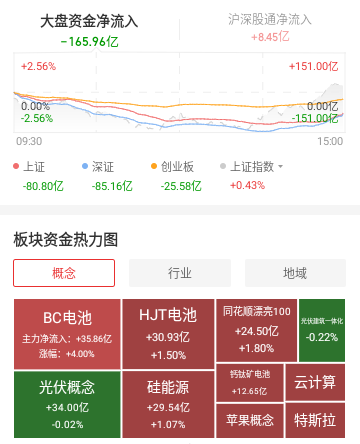 大盘资金净流入
沪深股通净流入
-165.96亿
+8.45亿
+2.56%
+151.00亿
0.00%
0.00亿
-2.56%
-151.00亿
09:30
15:00
上证
深证
创业板
上证指数
-80.80亿
-85.16亿
-25.58亿
+0.43%
板块资金热力图
概念
行业
地域
BC电池
主力净流入：+35.86亿
涨幅：+4.00%
HJT电池
+30.93亿
+1.50%
同花顺漂亮100
+24.50亿
+1.80%
光伏建筑一体化
-0.22%
光伏概念
+34.00亿
-0.02%
硅能源
+29.54亿
+1.07%
钙钛矿电池
+12.65亿
云计算
苹果概念
特斯拉